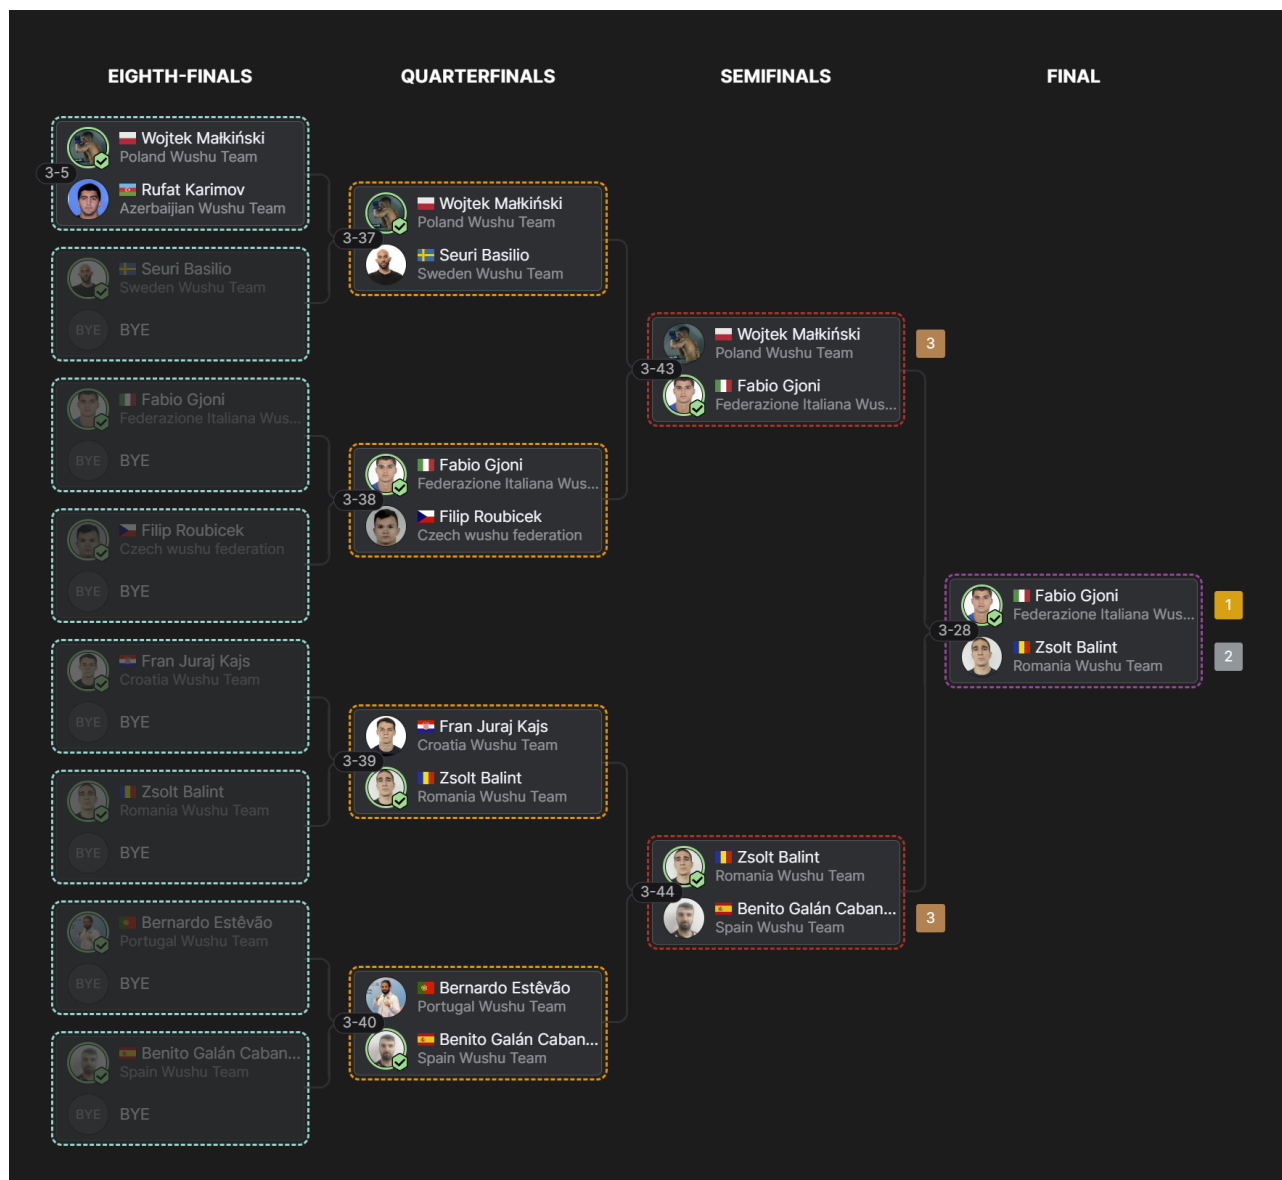 EIGHTH-FINALS
QUARTERFINALS
SEMIFINALS
FINAL
Wojtek Małkiński
Poland Wushu Team
3-5
Rufat Karimov
Azerbaijian Wushu Team
Seuri Basilio
Sweden Wushu Team
BYE BYE
Fabio Gjoni
Federazione Italiana Wus...
BYE BYE
Filip Roubicek
Czech wushu federation
BYE BYE
Fran Juraj Kajs
Croatia Wushu Team
BYE BYE
Zsolt Balint
Romania Wushu Team
BYE BYE
Bernardo Estêvão
Portugal Wushu Team
BYE BYE
Benito Galán Caban...
Spain Wushu Team
BYE BYE
Wojtek Małkiński
Poland Wushu Team
3-37
Seuri Basilio
Sweden Wushu Team
Fabio Gjoni
Federazione Italiana Wus...
3-38
Filip Roubicek
Czech wushu federation
Fran Juraj Kajs
Croatia Wushu Team
3-39
Zsolt Balint
Romania Wushu Team
Bernardo Estêvão
Portugal Wushu Team
3-40
Benito Galán Caban...
Spain Wushu Team
Wojtek Małkiński
Poland Wushu Team
3
3-43
Fabio Gjoni
Federazione Italiana Wus...
Zsolt Balint
Romania Wushu Team
3-44
Benito Galán Caban...
Spain Wushu Team
3
Fabio Gjoni
Federazione Italiana Wus...
1
3-28
Zsolt Balint
Romania Wushu Team
2